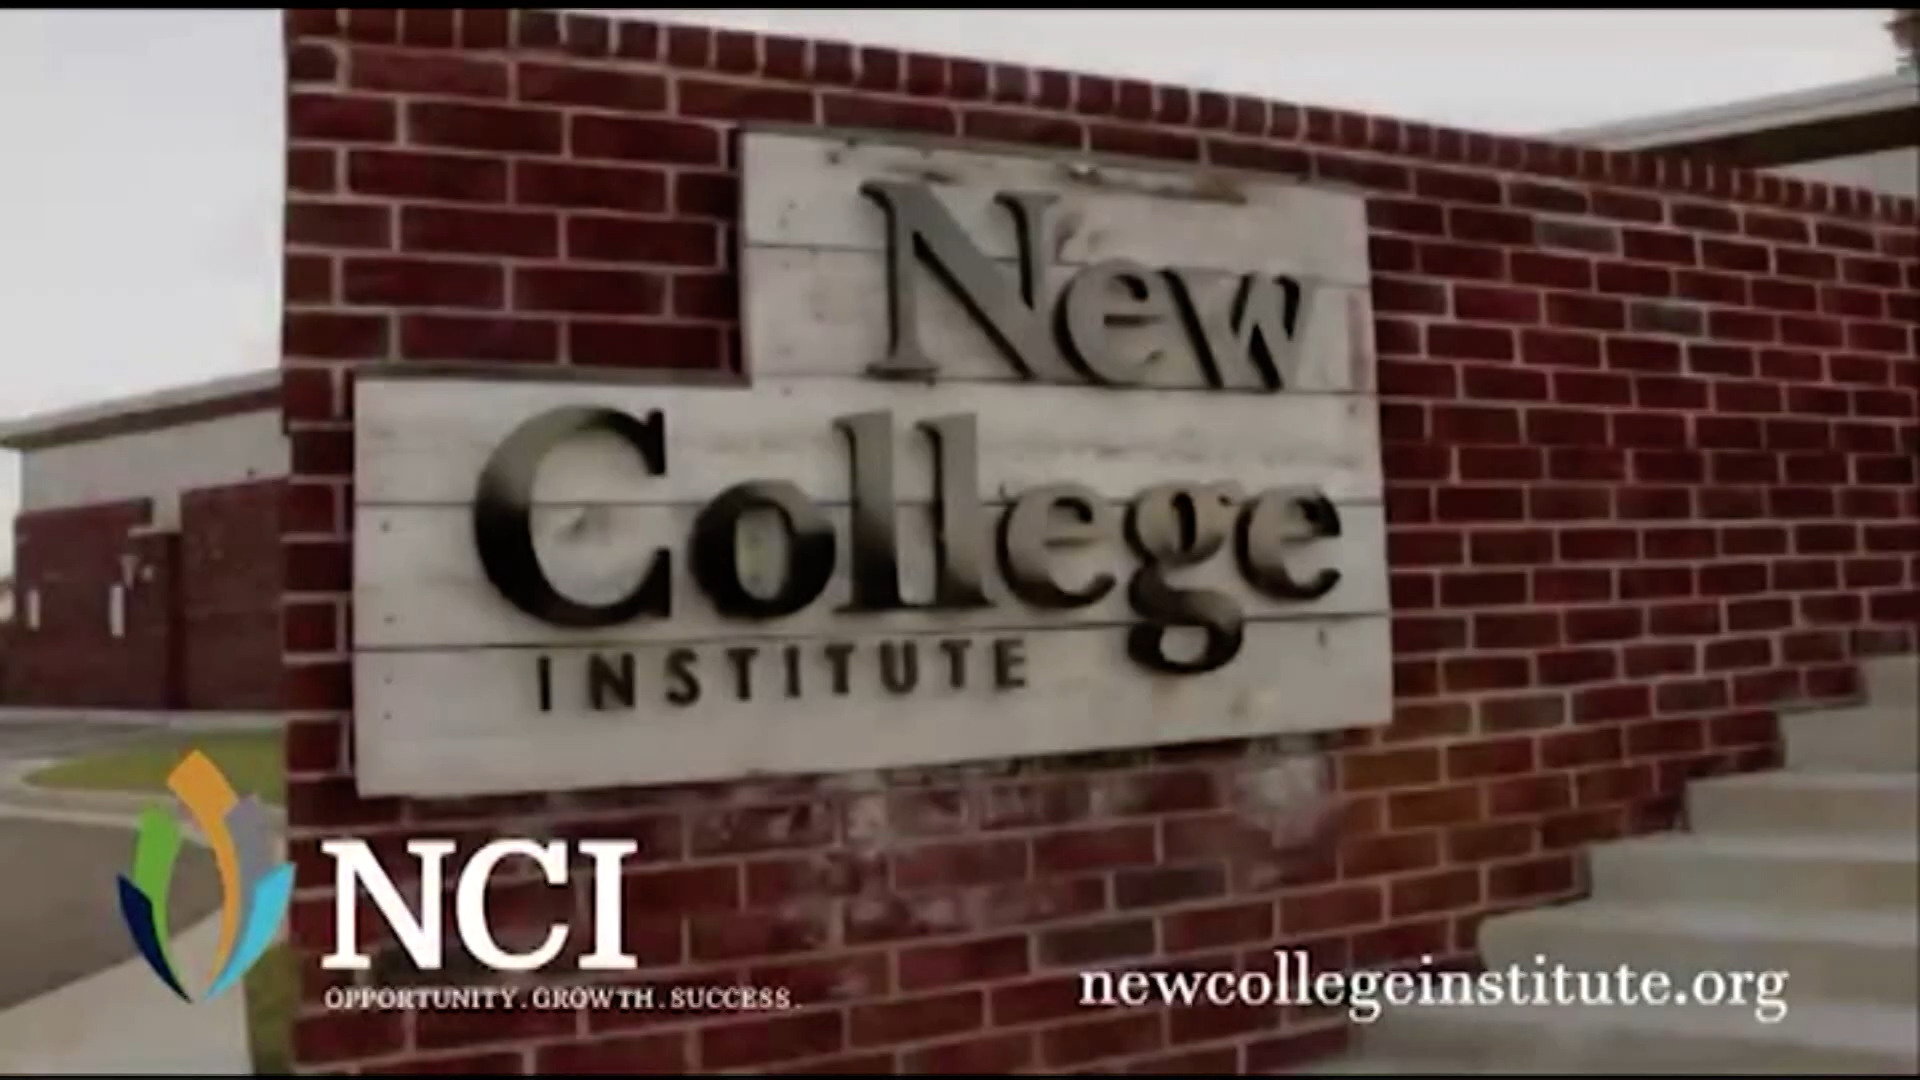 New
College
INSTITUTE
NCI
OPPORTUNITY. GROWTH. SUCCESS.
newcollegeinstitute.org